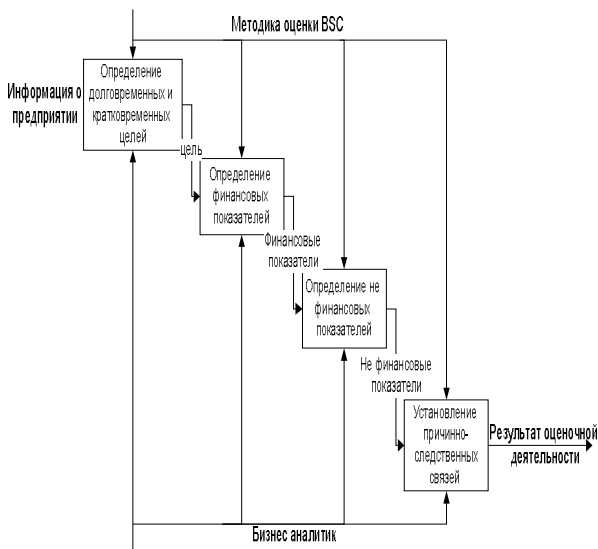 Методика оценки BSC
Информация о
предприятии
Определение
долговременных и
кратковременных
целей
цель
Определение
финансовых
показателей
Финансовые
показатели
Определение не
финансовых
показателей
Не финансовые
показатели
Установление
причинно-
следственных
связей
Результат оценочной
деятельности
Бизнес аналитик